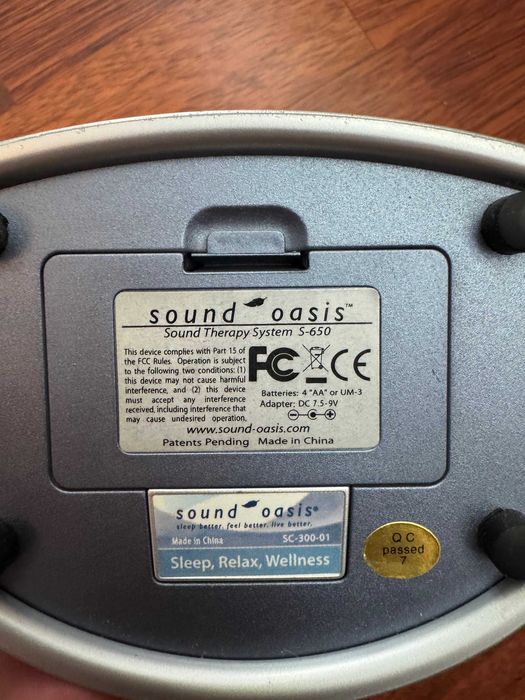 sound oasis™
Sound Therapy System S-650
This device complies with Part 15 of
the FCC Rules. Operation is subject
to the following two conditions: (1)
this device may not cause harmful
interference, and (2) this device
must accept any interference
received, including interference that
may cause undesired operation.
FC CE
Batteries: 4 "AA" or UM-3
Adapter: DC 7.5-9V
www.sound-oasis.com
Patents Pending Made in China
sound oasis®
sleep better. feel better. live better.
Made in China SC-300-01
Sleep, Relax, Wellness
QC
passed
7